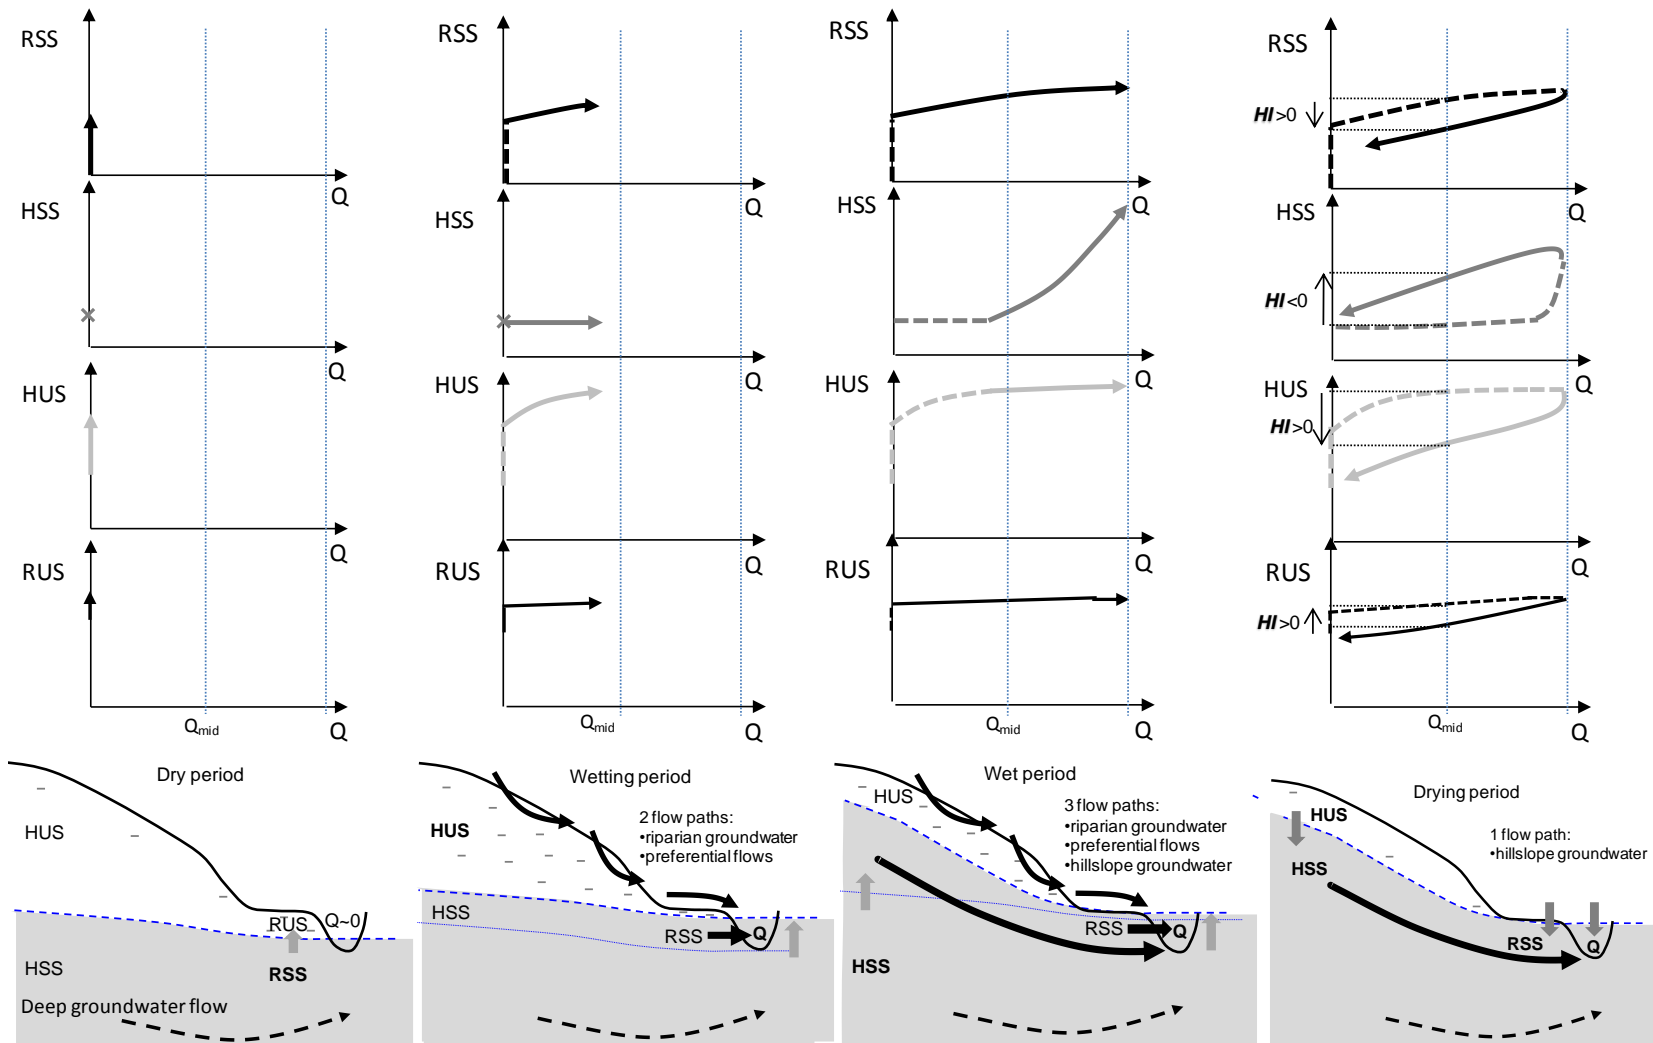 RSS
Q
HSS
Q
HUS
Q
RUS
Qmid
Q
RSS
Q
HSS
Q
HUS
Q
RUS
Qmid
Q
RSS
Q
HSS
Q
HUS
Q
RUS
Qmid
Q
RSS
HI>0
Q
HSS
HI<0
Q
HUS
HI>0
Q
RUS
HI>0
Qmid
Q
Dry period
HUS
RUS
Q~0
HSS
RSS
Deep groundwater flow
Wetting period
2 flow paths:
•riparian groundwater
•preferential flows
HUS
HSS
RSS
Q
Wet period
HUS
3 flow paths:
•riparian groundwater
•preferential flows
•hillslope groundwater
RSS
Q
HSS
Drying period
HUS
1 flow path:
•hillslope groundwater
HSS
RSS
Q